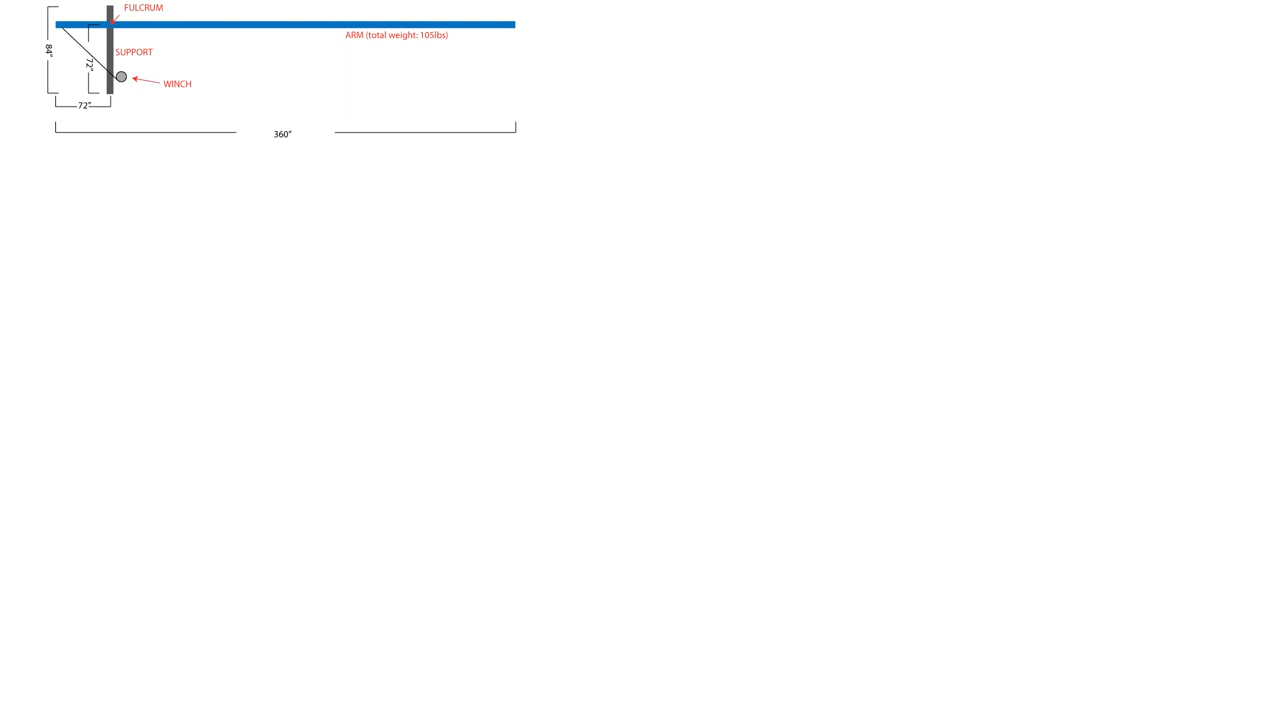 FULCRUM
ARM (total weight: 105lbs)
84"
SUPPORT
72"
WINCH
72"
360"